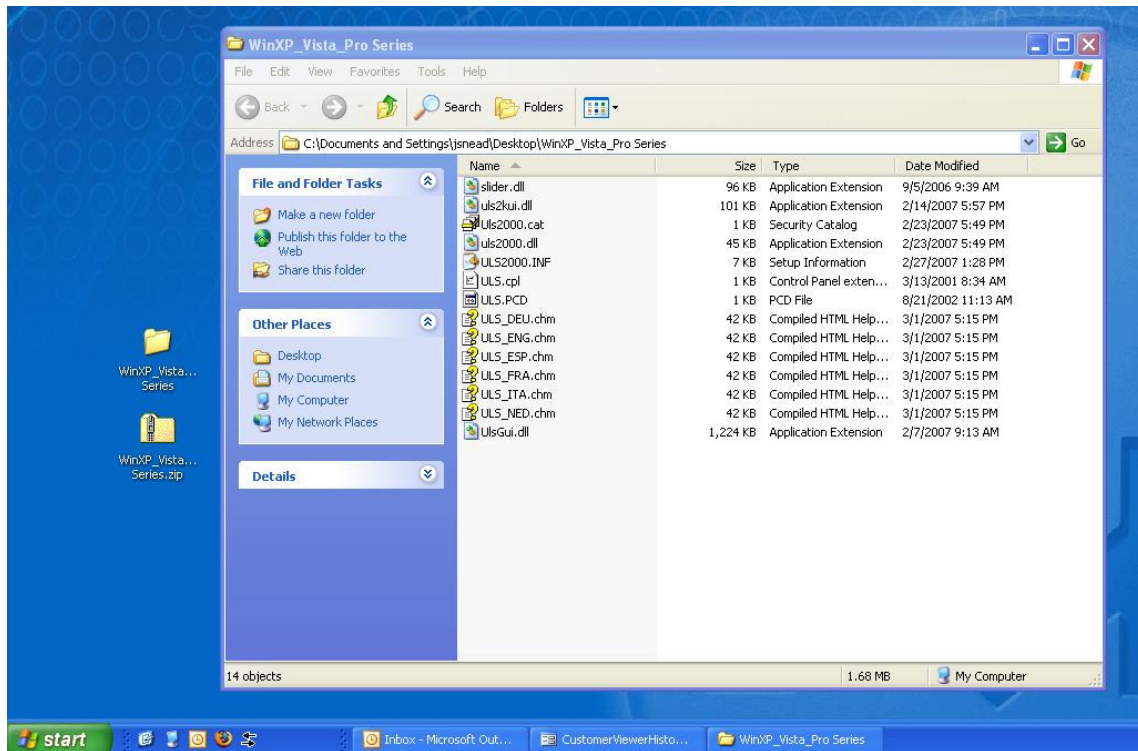 WinXP_Vista_Pro Series
File Edit View Favorites Tools Help
Back Search Folders
Address C:\Documents and Settings\jsnead\Desktop\WinXP_Vista_Pro Series Go
File and Folder Tasks
Make a new folder
Publish this folder to the
Web
Share this folder
Other Places
Desktop
My Documents
My Computer
My Network Places
Details
Name Size Type Date Modified
slider.dll 96 KB Application Extension 9/5/2006 9:39 AM
uls2kui.dll 101 KB Application Extension 2/14/2007 5:57 PM
Uls2000.cat 1 KB Security Catalog 2/23/2007 5:49 PM
uls2000.dll 45 KB Application Extension 2/23/2007 5:49 PM
ULS2000.INF 7 KB Setup Information 2/27/2007 1:28 PM
ULS.cpl 1 KB Control Panel exten... 3/13/2001 8:34 AM
ULS.PCD 1 KB PCD File 8/21/2002 11:13 AM
ULS_DEU.chm 42 KB Compiled HTML Help... 3/1/2007 5:15 PM
ULS_ENG.chm 42 KB Compiled HTML Help... 3/1/2007 5:15 PM
ULS_ESP.chm 42 KB Compiled HTML Help... 3/1/2007 5:15 PM
ULS_FRA.chm 42 KB Compiled HTML Help... 3/1/2007 5:15 PM
ULS_ITA.chm 42 KB Compiled HTML Help... 3/1/2007 5:15 PM
ULS_NED.chm 42 KB Compiled HTML Help... 3/1/2007 5:15 PM
UlsGui.dll 1,224 KB Application Extension 2/7/2007 9:13 AM
WinXP_Vista...
Series
WinXP_Vista...
Series.zip
14 objects 1.68 MB My Computer
start Inbox - Microsoft Out... CustomerViewerHisto... WinXP_Vista_Pro Series